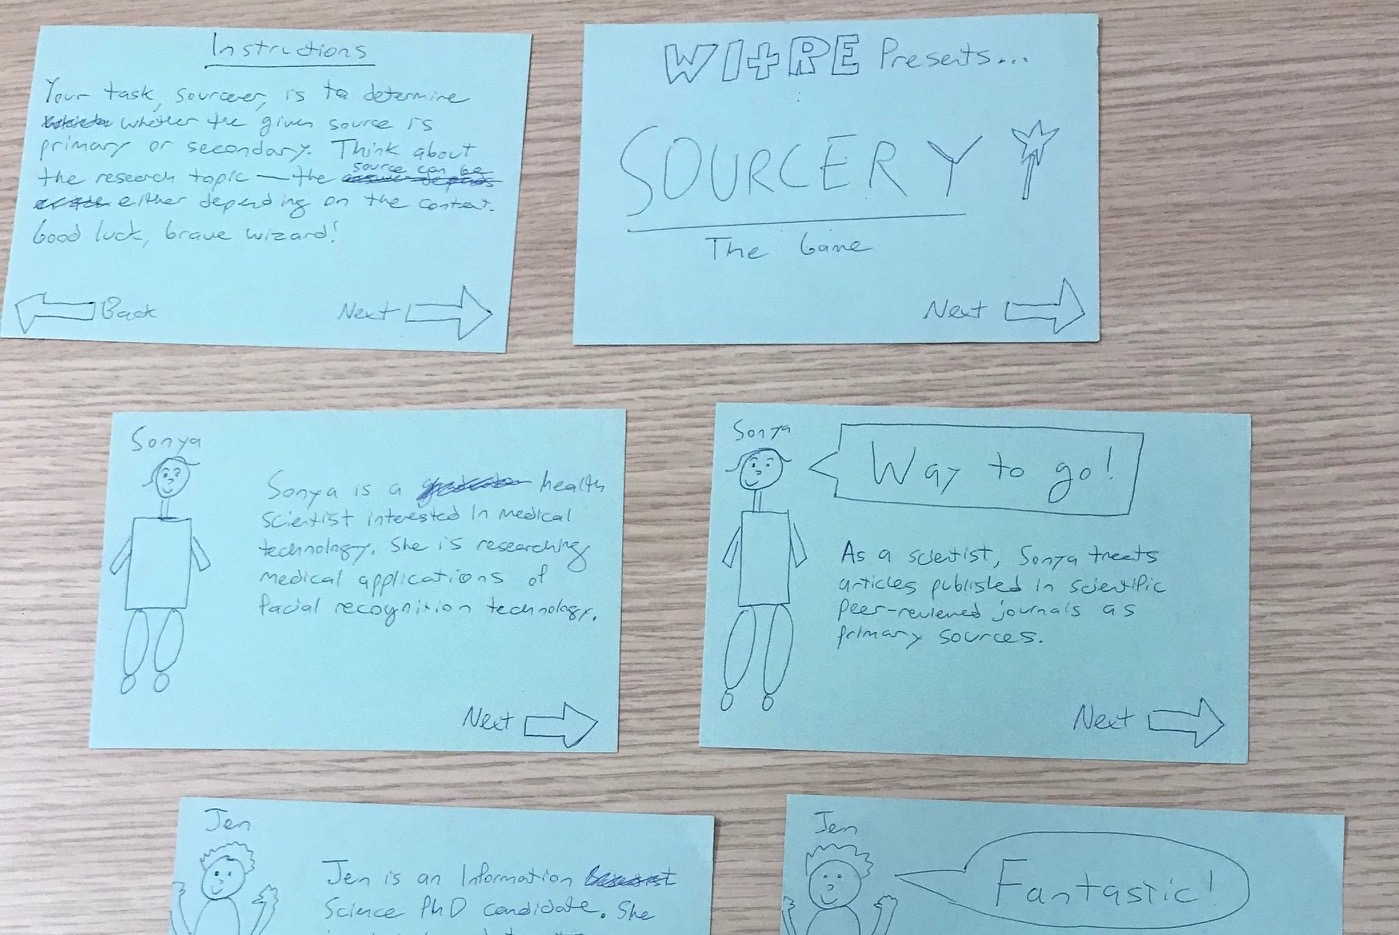 Instructions
Your task, sourcerer, is to determine
whether the given source is
primary or secondary. Think about
the research topic — the source can be
either depending on the context.
Good luck, brave wizard!
Back
Next
WI+RE Presents...
SOURCERY
The Game
Next
Sonya
Sonya is a health
scientist interested in medical
technology. She is researching
medical applications of
facial recognition technology.
Next
Sonya
Way to go!
As a scientist, Sonya treats
articles published in scientific
peer-reviewed journals as
primary sources.
Next
Jen
Jen is an Information
Science PhD candidate. She
Jen
Fantastic!